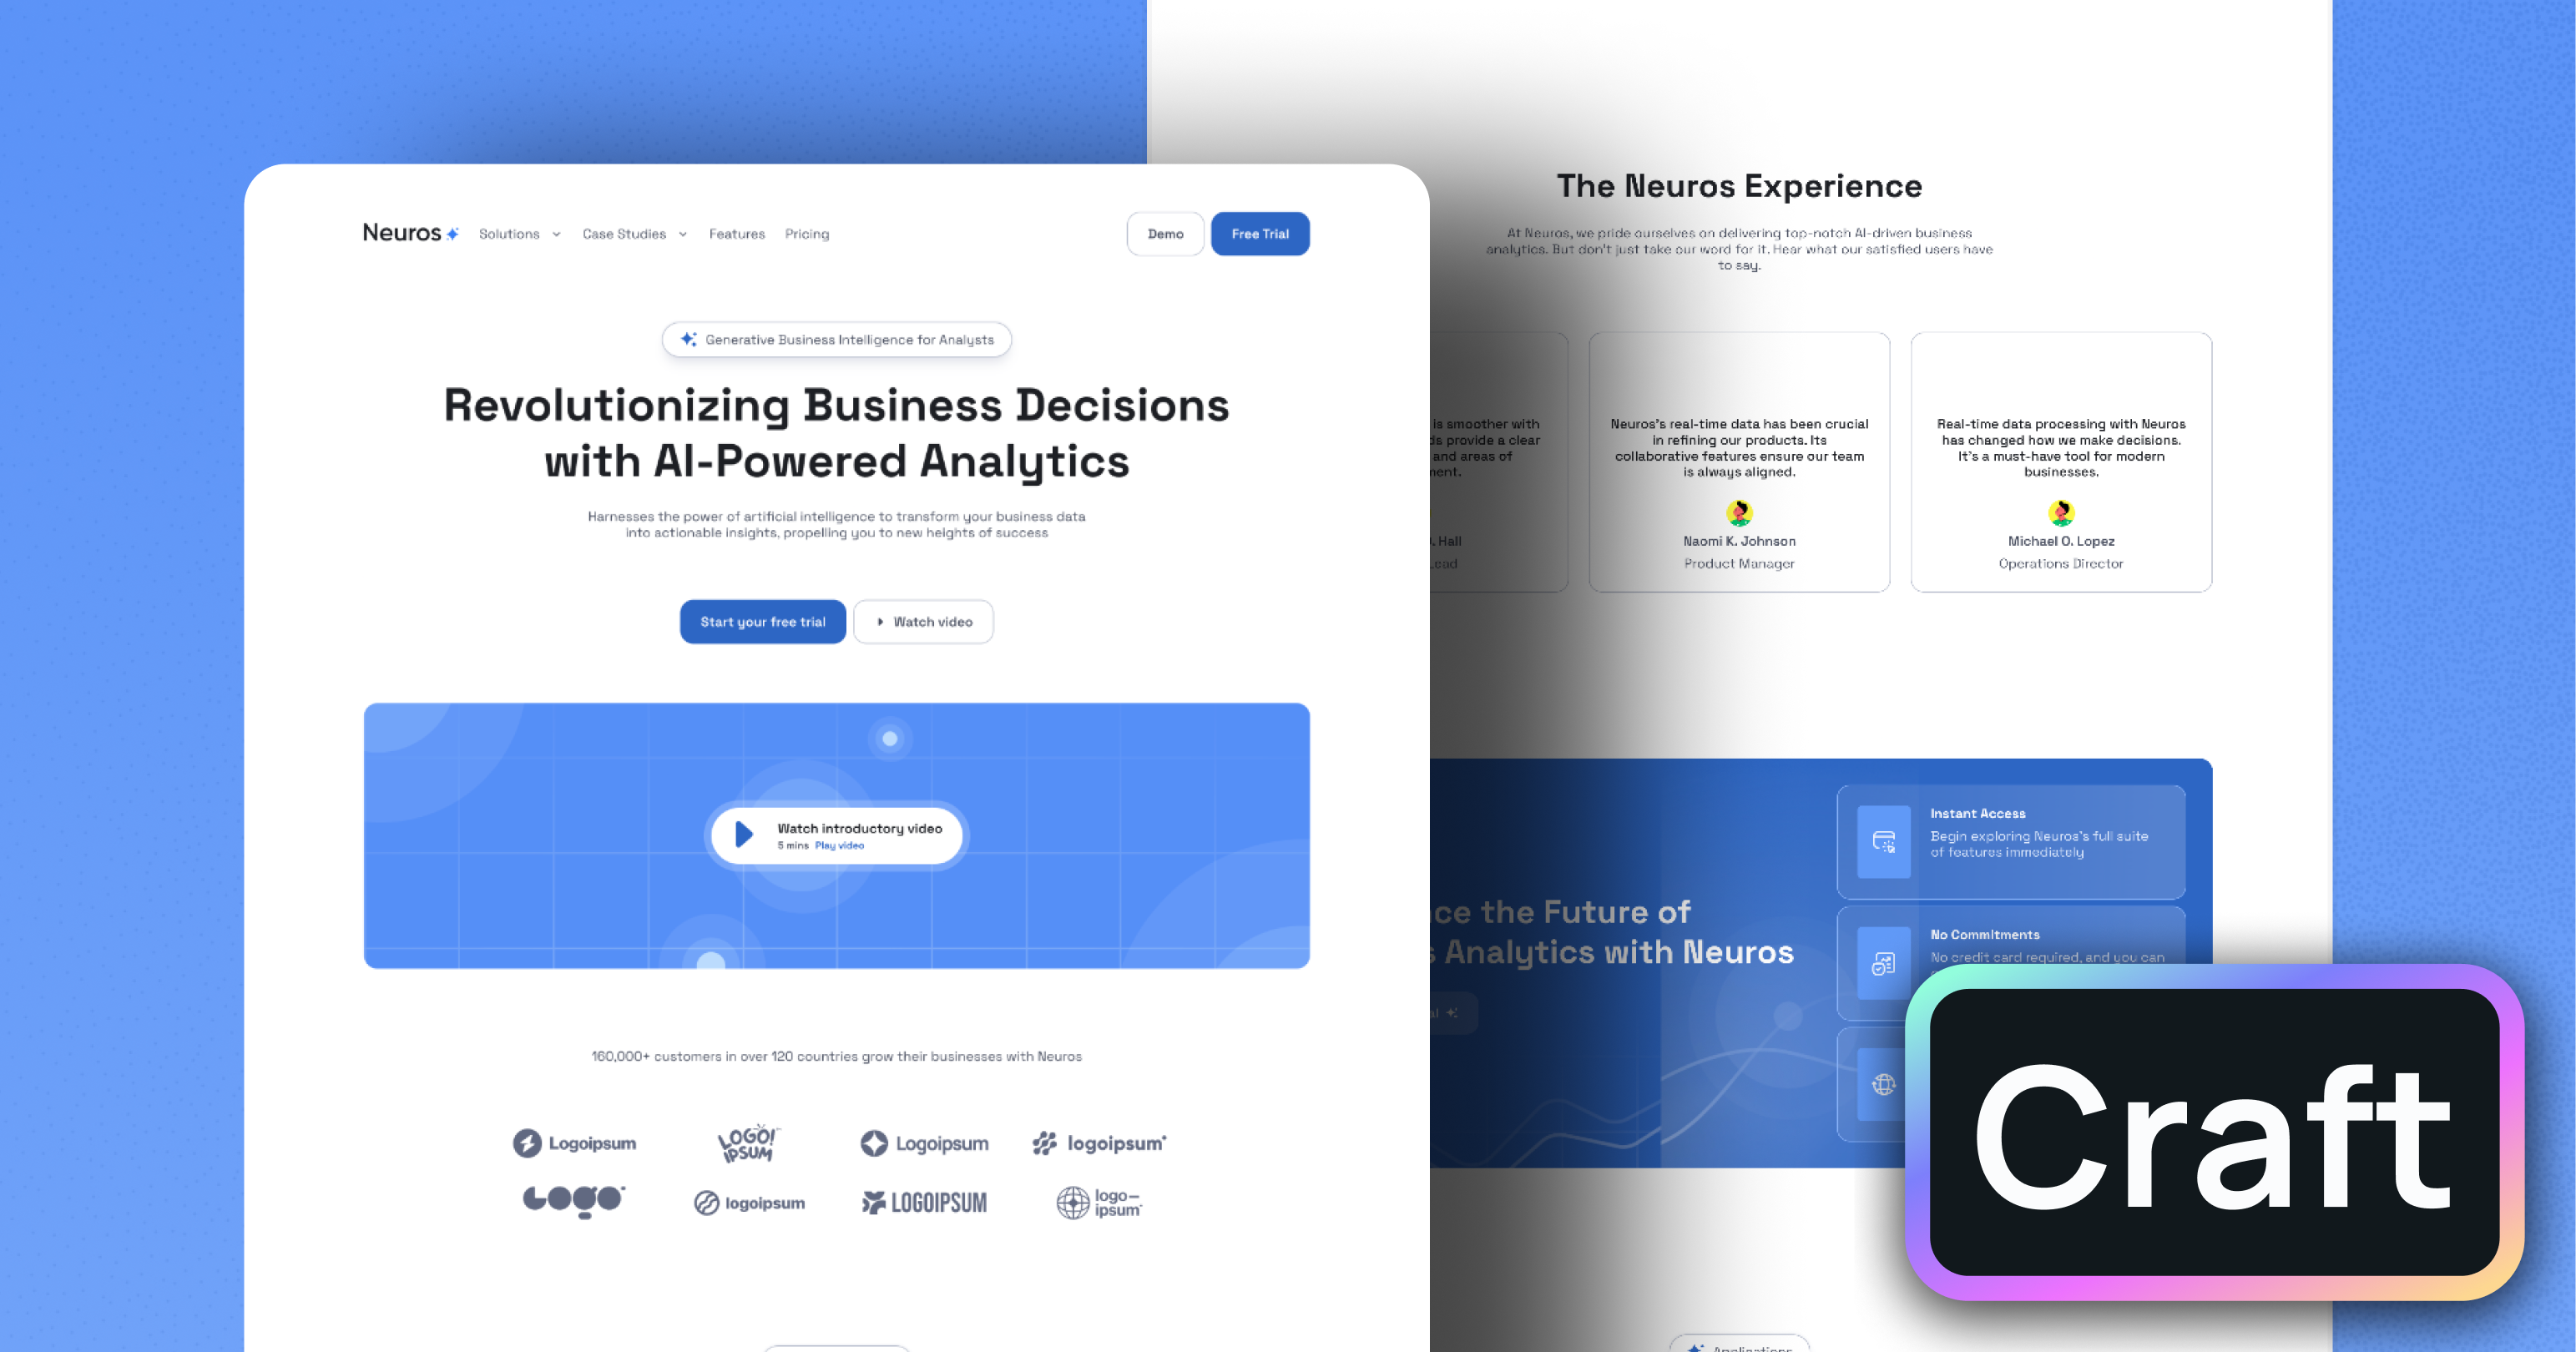 Neuros
Solutions
Case Studies
Features
Pricing
Demo
Free Trial
Generative Business Intelligence for Analysts
Revolutionizing Business Decisions
with AI-Powered Analytics
Harnesses the power of artificial intelligence to transform your business data
into actionable insights, propelling you to new heights of success
Start your free trial
Watch video
Watch introductory video
5 mins Play video
160,000+ customers in over 120 countries grow their businesses with Neuros
Logoipsum
LOGO!
IPSUM
Logoipsum
logoipsum
Logo
logoipsum
LOGOIPSUM
logo—
ipsum
The Neuros Experience
At Neuros, we pride ourselves on delivering top-notch AI-driven business
analytics. But don't just take our word for it. Hear what our satisfied users have
to say.
is smoother with
provide a clear
and areas of
Hall
Neuros's real-time data has been crucial
in refining our products. Its
collaborative features ensure our team
is always aligned.
Naomi K. Johnson
Product Manager
Real-time data processing with Neuros
has changed how we make decisions.
It's a must-have tool for modern
businesses.
Michael O. Lopez
Operations Director
the Future of
Analytics with Neuros
Instant Access
Begin exploring Neuros's full suite
of features immediately
No Commitments
No credit card required, and you can
Craft
Applications